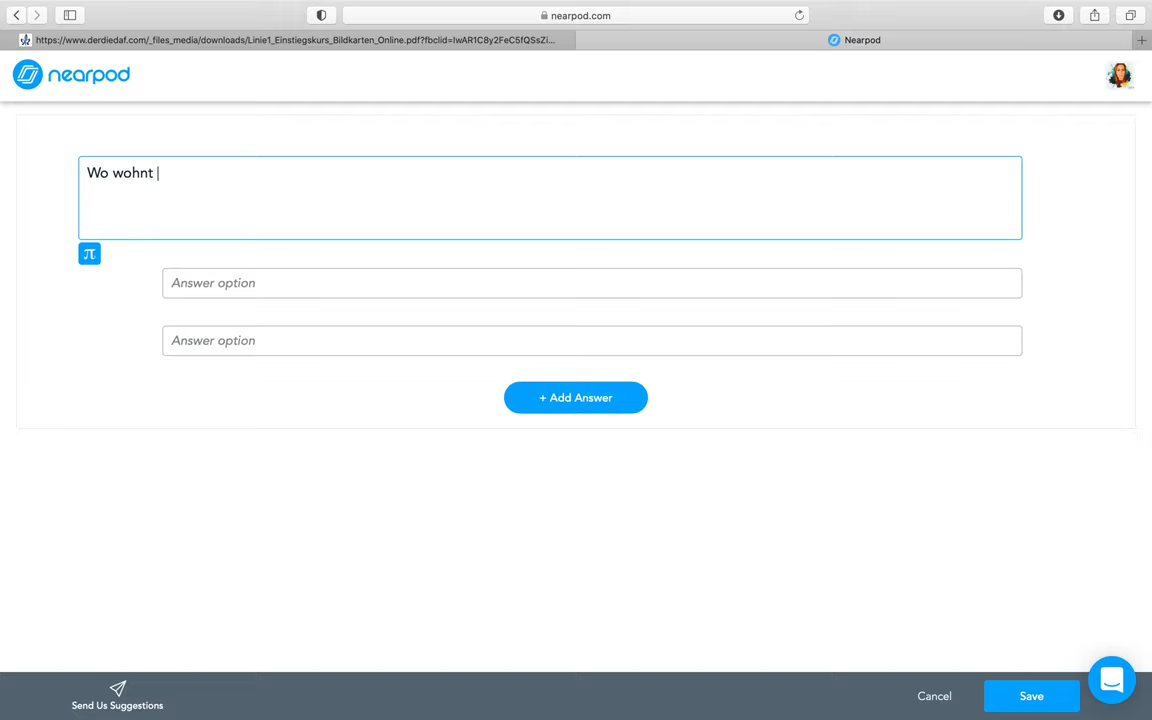 nearpod.com
https://www.derdiedaf.com/_files_media/downloads/Linie1_Einstiegskurs_Bildkarten_Online.pdf?fbclid=IwAR1C8y2FeC5fQSsZi...
Nearpod
nearpod
Wo wohnt
π
Answer option
Answer option
+ Add Answer
Send Us Suggestions
Cancel
Save